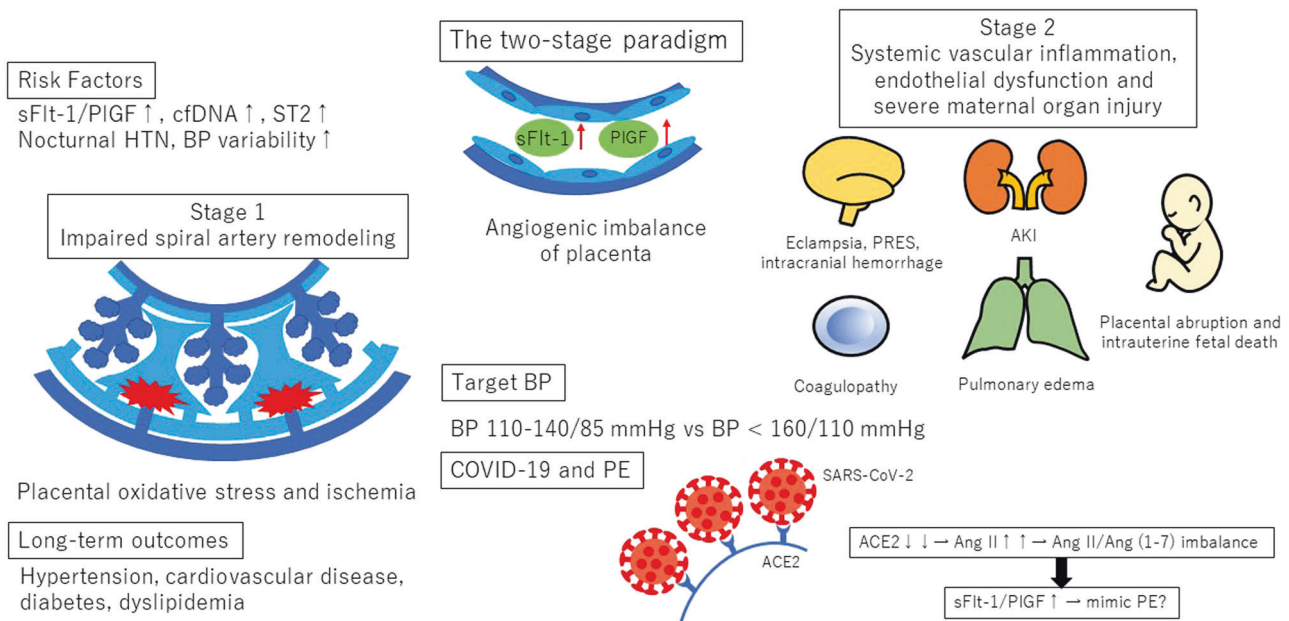 The two-stage paradigm
Risk Factors
sFlt-1/PlGF ↑ , cfDNA ↑ , ST2 ↑
Nocturnal HTN, BP variability ↑
Stage 1
Impaired spiral artery remodeling
Placental oxidative stress and ischemia
Long-term outcomes
Hypertension, cardiovascular disease,
diabetes, dyslipidemia
sFlt-1 ↑ PlGF ↑
Angiogenic imbalance
of placenta
Stage 2
Systemic vascular inflammation,
endothelial dysfunction and
severe maternal organ injury
Eclampsia, PRES,
intracranial hemorrhage
AKI
Coagulopathy
Pulmonary edema
Placental abruption and
intrauterine fetal death
Target BP
BP 110-140/85 mmHg vs BP < 160/110 mmHg
COVID-19 and PE
SARS-CoV-2
ACE2
ACE2 ↓ ↓ → Ang II ↑ ↑ → Ang II/Ang (1-7) imbalance
sFlt-1/PlGF ↑ → mimic PE?